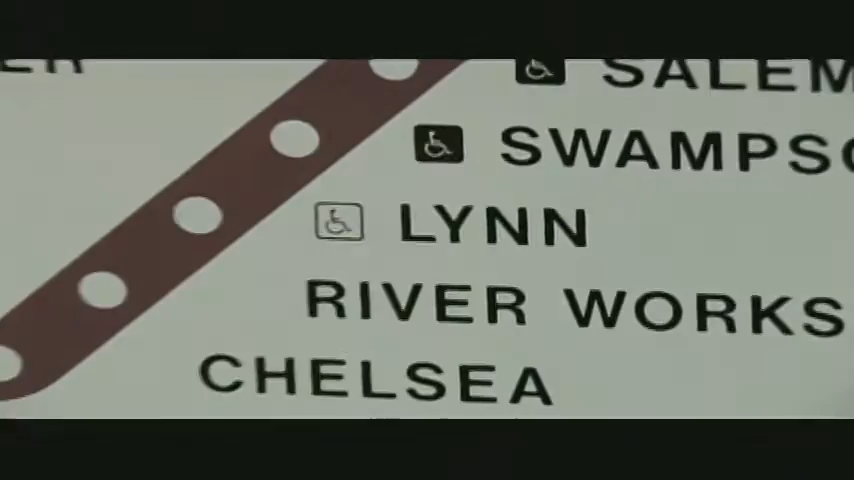 SALEM
SWAMPSC
LYNN
RIVER WORKS
CHELSEA